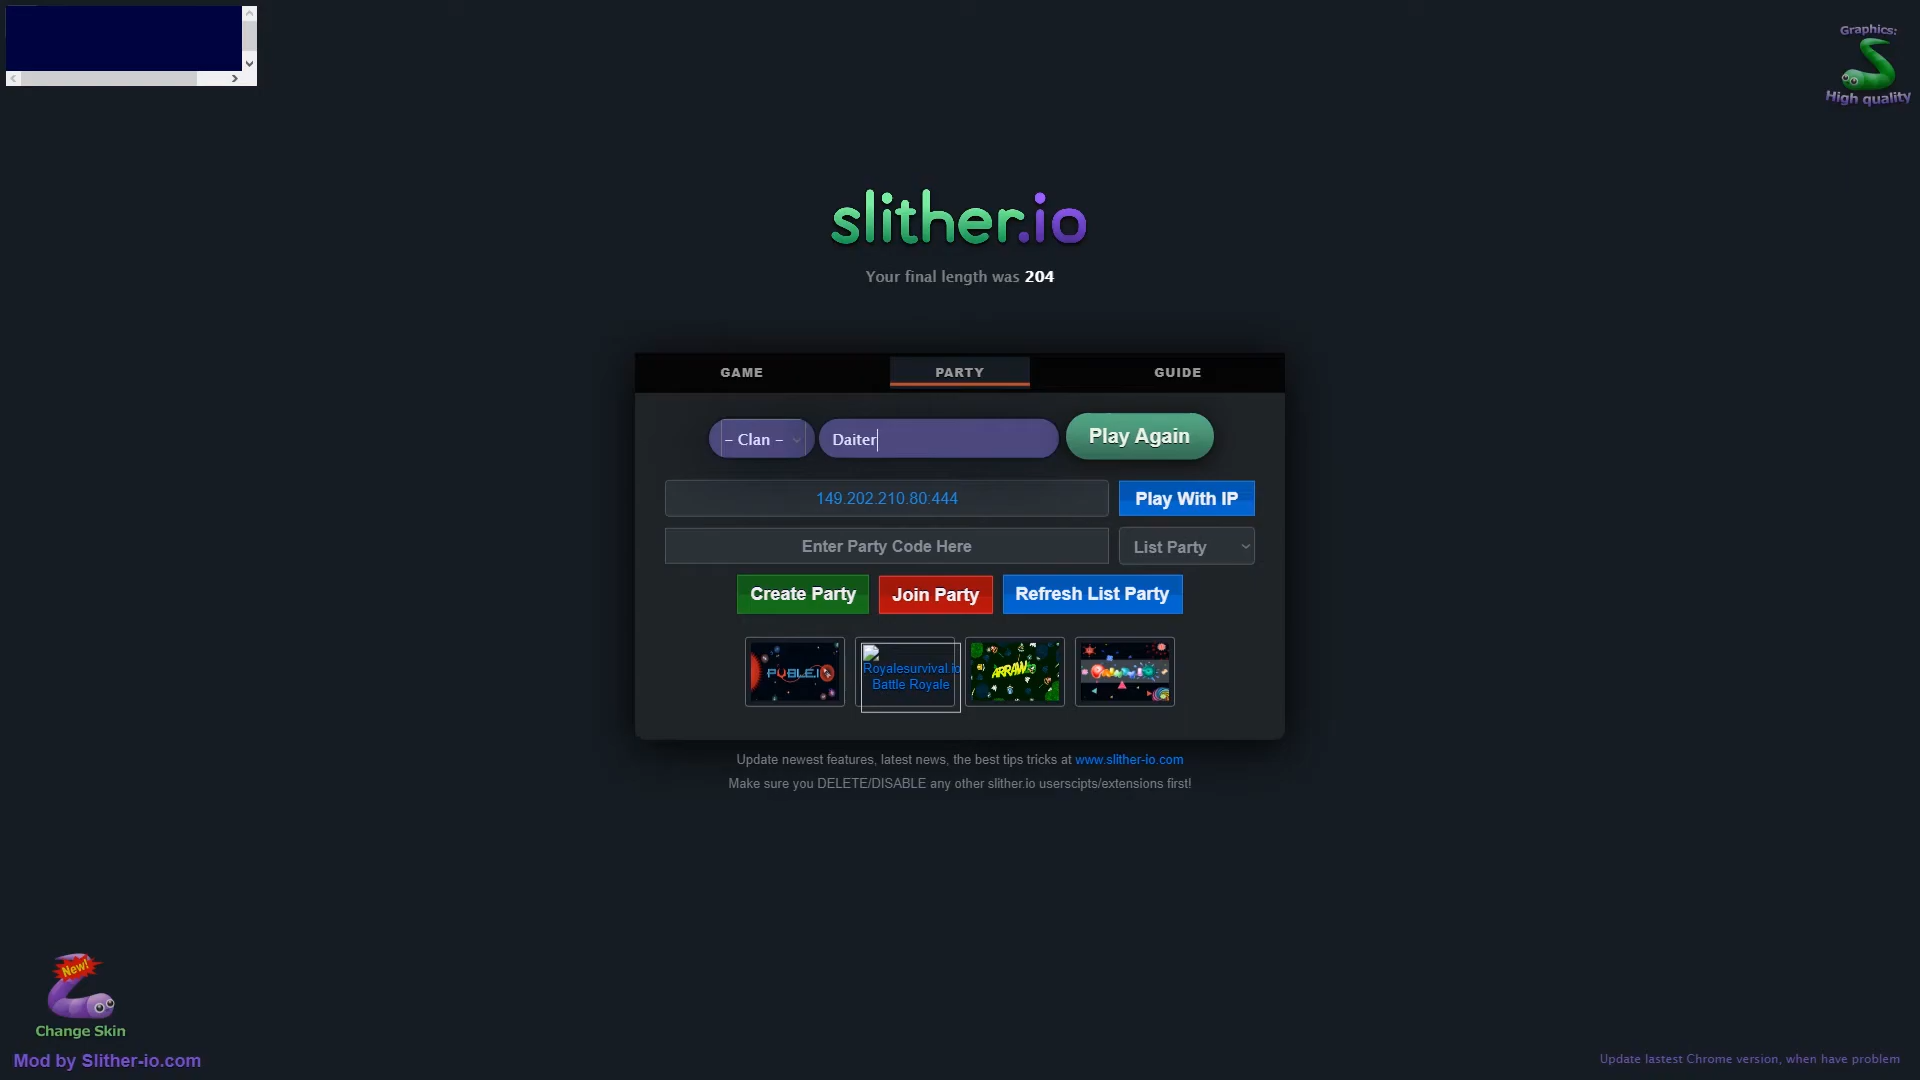 Graphics:
High quality
slither.io
Your final length was 204
GAME PARTY GUIDE
– Clan – Daiter Play Again
149.202.210.80:444 Play With IP
Enter Party Code Here List Party
Create Party Join Party Refresh List Party
Royalesurvival.io
Battle Royale
ARRAW
Update newest features, latest news, the best tips tricks at www.slither-io.com
Make sure you DELETE/DISABLE any other slither.io userscipts/extensions first!
New!
Change Skin
Mod by Slither-io.com
Update lastest Chrome version, when have problem